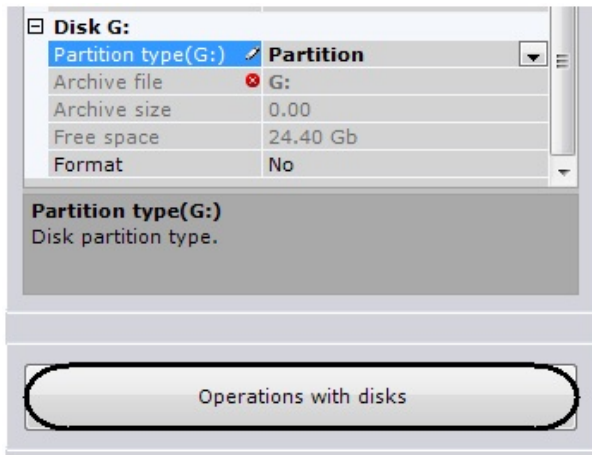 Disk G:
Partition type(G:) Partition
Archive file G:
Archive size 0.00
Free space 24.40 Gb
Format No
Partition type(G:)
Disk partition type.
Operations with disks